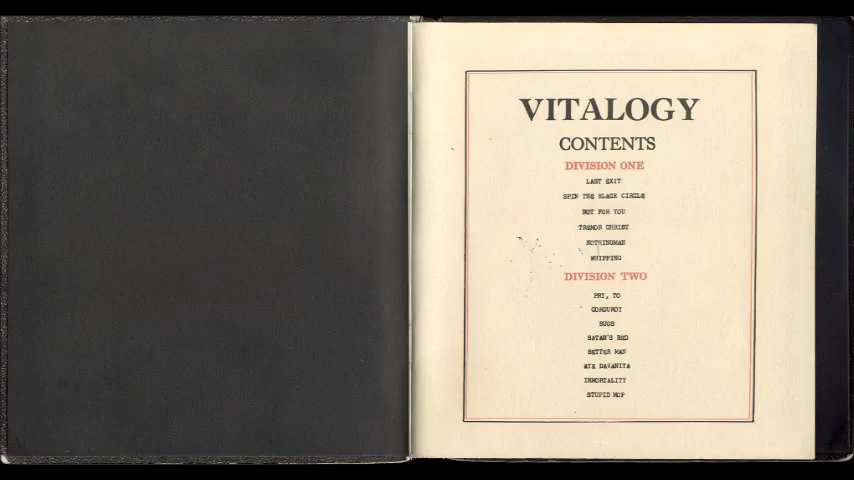 VITALOGY
CONTENTS
DIVISION ONE
LAST EXIT
SPIN THE BLACK CIRCLE
NOT FOR YOU
TREMOR CHRIST
NOTHINGMAN
WHIPPING
DIVISION TWO
PRY, TO
CORDUROY
BUGS
SATAN'S BED
BETTER MAN
AYE DAVANITA
IMMORTALITY
STUPID MOP